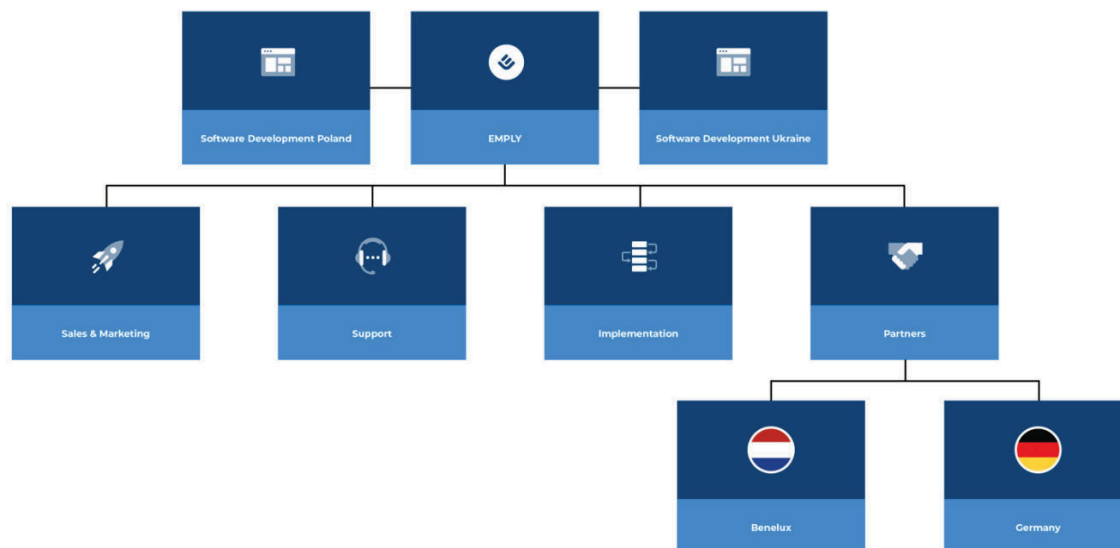 Software Development Poland
EMPLY
Software Development Ukraine
Sales & Marketing
Support
Implementation
Partners
Benelux
Germany